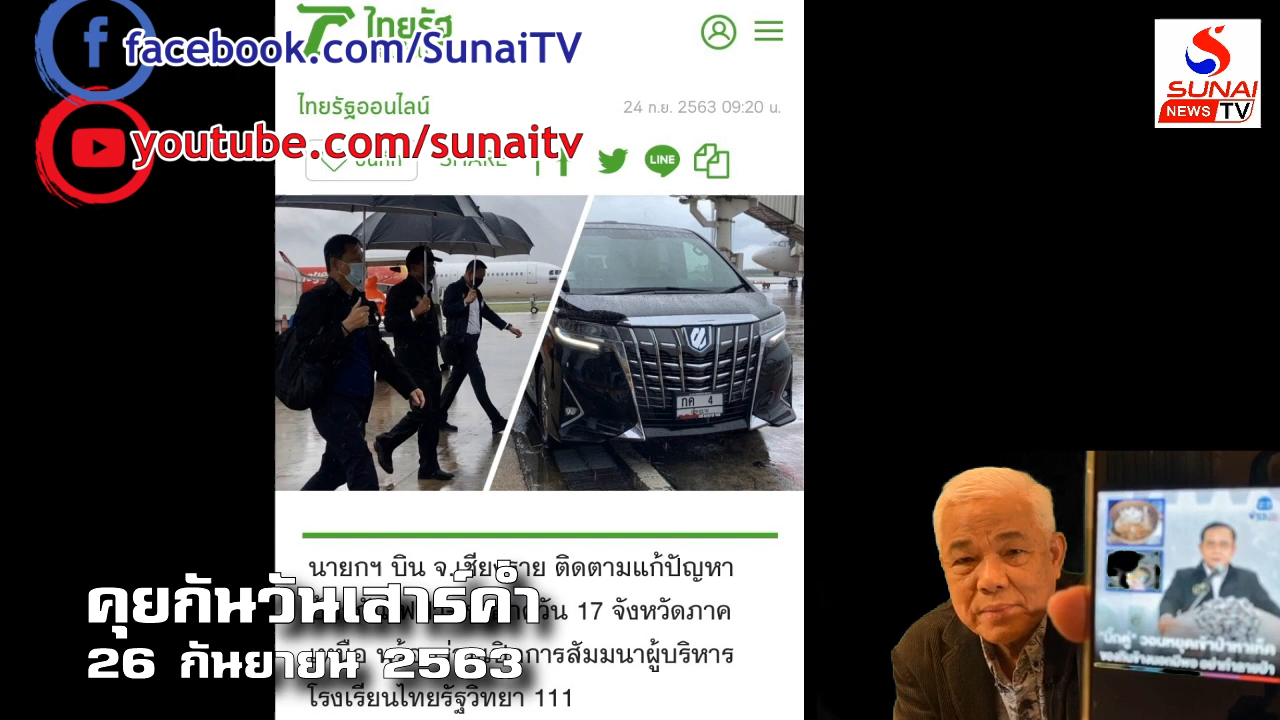 ไทยรัฐ
facebook.com/SunaiTV
SUNAI
NEWS TV
ไทยรัฐออนไลน์
24 ก.ย. 2563 09:20 น.
youtube.com/sunaitv
SHARE
LINE
กค 4
นายกฯ บิน จ.เชียงราย ติดตามแก้ปัญหา
17 จังหวัดภาค
การสัมมนาผู้บริหาร
โรงเรียนไทยรัฐวิทยา 111
คุยกันวันเสาร์ค่ำ
26 กันยายน 2563